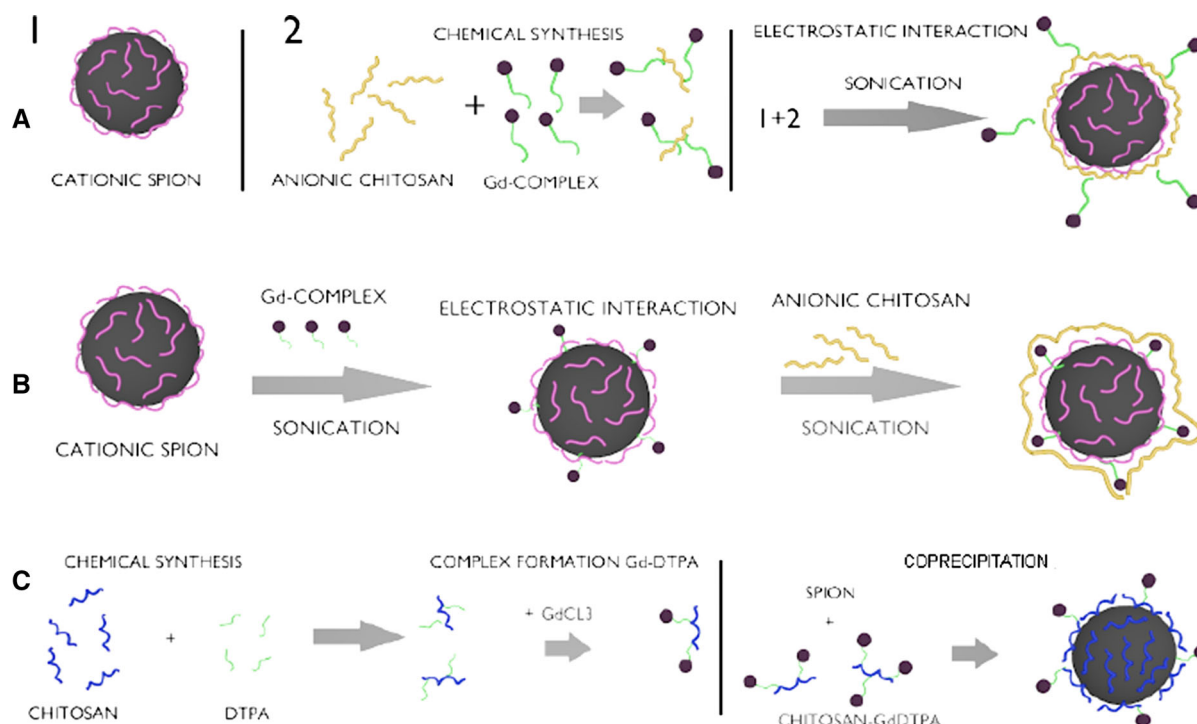 1
2
CHEMICAL SYNTHESIS
ELECTROSTATIC INTERACTION
A
+
SONICATION
1+2
CATIONIC SPION
ANIONIC CHITOSAN
Gd-COMPLEX
Gd-COMPLEX
ELECTROSTATIC INTERACTION
ANIONIC CHITOSAN
B
SONICATION
SONICATION
CATIONIC SPION
C
CHEMICAL SYNTHESIS
COMPLEX FORMATION Gd-DTPA
COPRECIPITATION
SPION
+ GdCL3
+
+
CHITOSAN
DTPA
CHITOSAN-GdDTPA